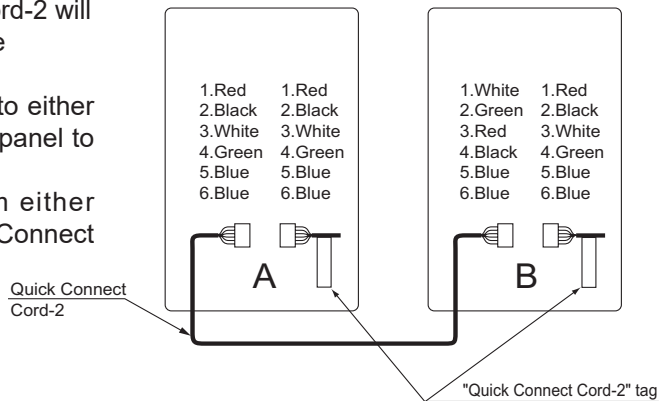 rd-2 will
e
to either
panel to
n either
Connect
1.Red 1.Red
2.Black 2.Black
3.White 3.White
4.Green 4.Green
5.Blue 5.Blue
6.Blue 6.Blue
A
1.White 1.Red
2.Green 2.Black
3.Red 3.White
4.Black 4.Green
5.Blue 5.Blue
6.Blue 6.Blue
B
Quick Connect
Cord-2
"Quick Connect Cord-2" tag